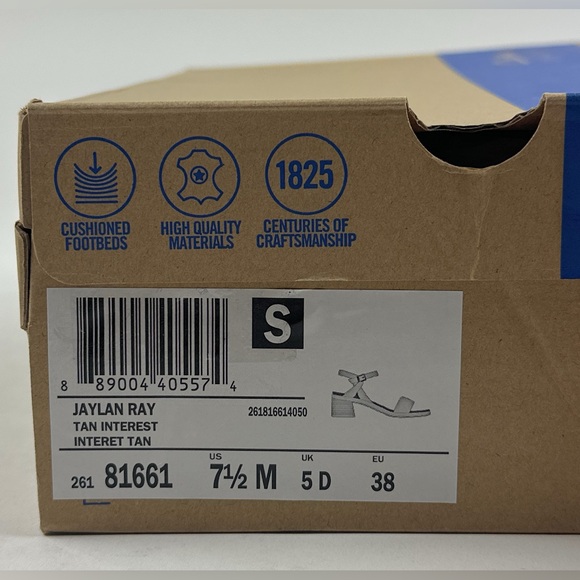 CUSHIONED
FOOTBEDS
HIGH QUALITY
MATERIALS
1825
CENTURIES OF
CRAFTSMANSHIP
S
8 89004 40557 4
JAYLAN RAY
261816614050
TAN INTEREST
INTERET TAN
261 81661 US 7½ M UK 5 D EU 38